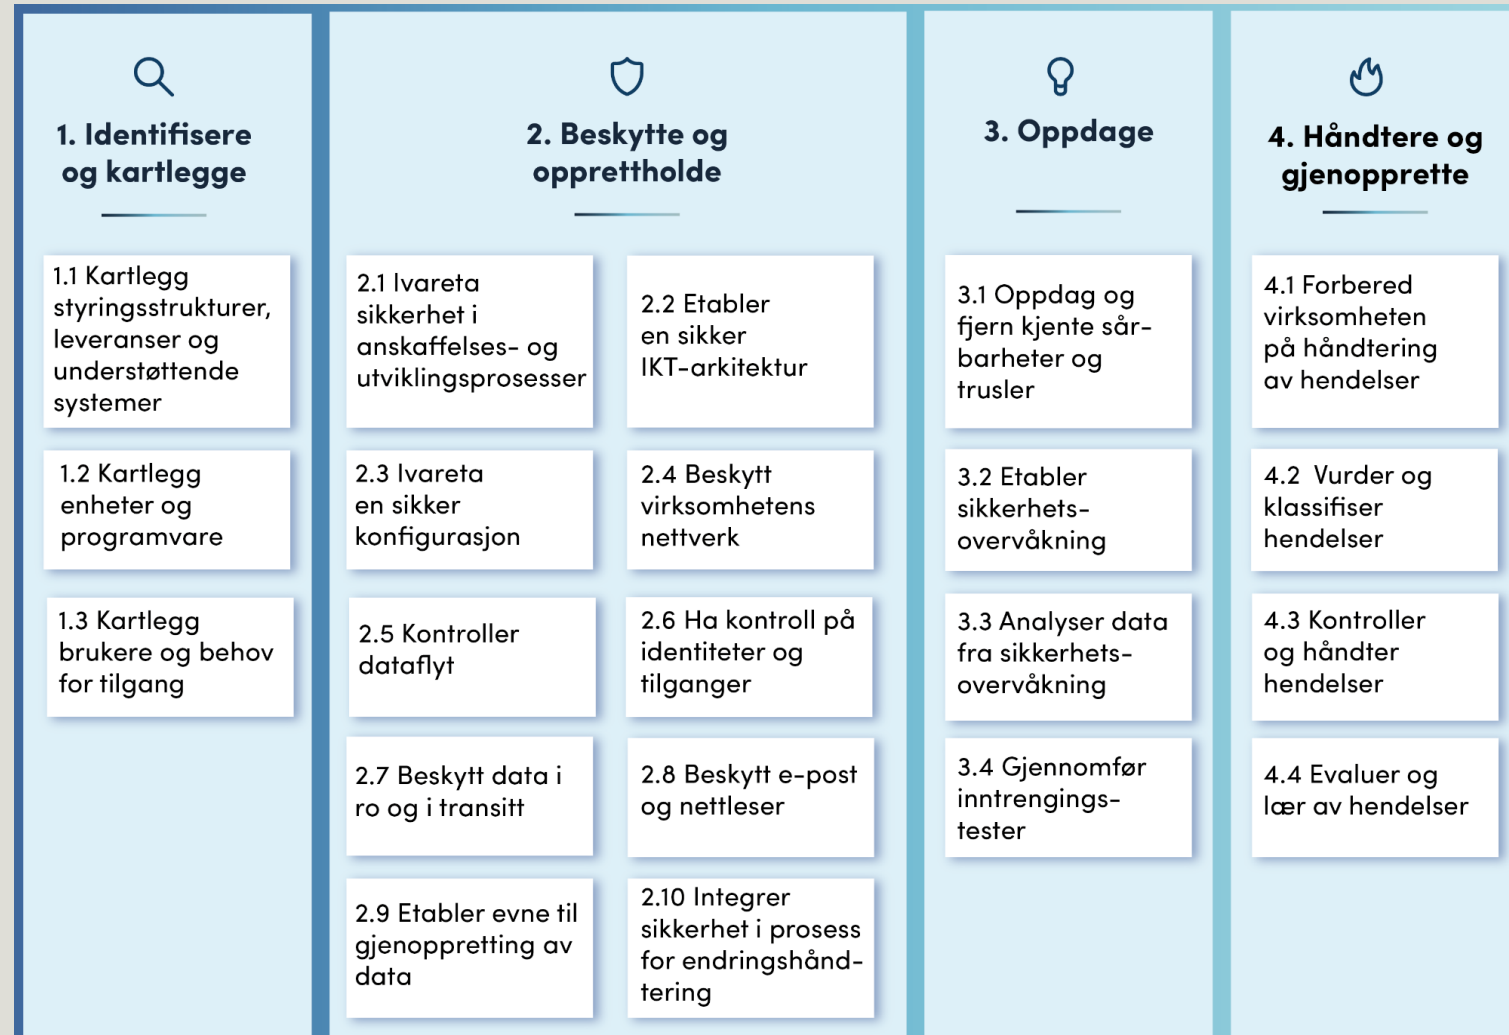 1. Identifisere
og kartlegge
1.1 Kartlegg
styringsstrukturer,
leveranser og
understøttende
systemer
1.2 Kartlegg
enheter og
programvare
1.3 Kartlegg
brukere og behov
for tilgang
2. Beskytte og
opprettholde
2.1 Ivareta
sikkerhet i
anskaffelses- og
utviklingsprosesser
2.2 Etabler
en sikker
IKT-arkitektur
2.3 Ivareta
en sikker
konfigurasjon
2.4 Beskytt
virksomhetens
nettverk
2.5 Kontroller
dataflyt
2.6 Ha kontroll på
identiteter og
tilganger
2.7 Beskytt data i
ro og i transitt
2.8 Beskytt e-post
og nettleser
2.9 Etabler evne til
gjenoppretting av
data
2.10 Integrer
sikkerhet i prosess
for endringshånd-
tering
3. Oppdage
3.1 Oppdag og
fjern kjente sår-
barheter og
trusler
3.2 Etabler
sikkerhets-
overvåkning
3.3 Analyser data
fra sikkerhets-
overvåkning
3.4 Gjennomfør
inntrengings-
tester
4. Håndtere og
gjenopprette
4.1 Forbered
virksomheten
på håndtering
av hendelser
4.2  Vurder og
klassifiser
hendelser
4.3 Kontroller
og håndter
hendelser
4.4 Evaluer og
lær av hendelser